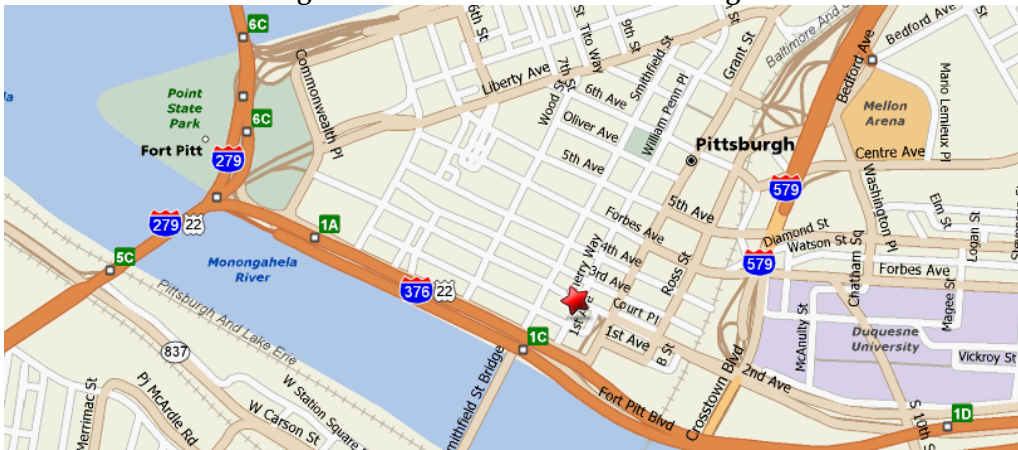 6C
6th St
Tito Way
9th St
Smithfield St
Grant St
Bedford Ave
Liberty Ave
7th St
Commonwealth Pl
Point
State
Park
6C
Fort Pitt
279
Wood St
6th Ave
William Penn Pl
Oliver Ave
5th Ave
Pittsburgh
Bedford Ave
Mellon
Arena
Mario Lemieux Pl
Centre Ave
579
279
22
1A
5C
Monongahela
River
376
22
Forbes Ave
5th Ave
4th Ave
3rd Ave
Ross St
Diamond St
Watson St
579
Washington Pl
Elm St
Logan St
Chatham Sq
Forbes Ave
Magee St
Court Pl
1st Ave
1st Ave
B St
McAnulty St
Duquesne
University
Vickroy St
Pittsburgh And Lake Erie
837
1C
2nd Ave
Fort Pitt Blvd
Crosstown Blvd
1D
S 10th St
Merrimac St
Pj McArdle Rd
W Carson St
W Station Square
mithfield St Bridge